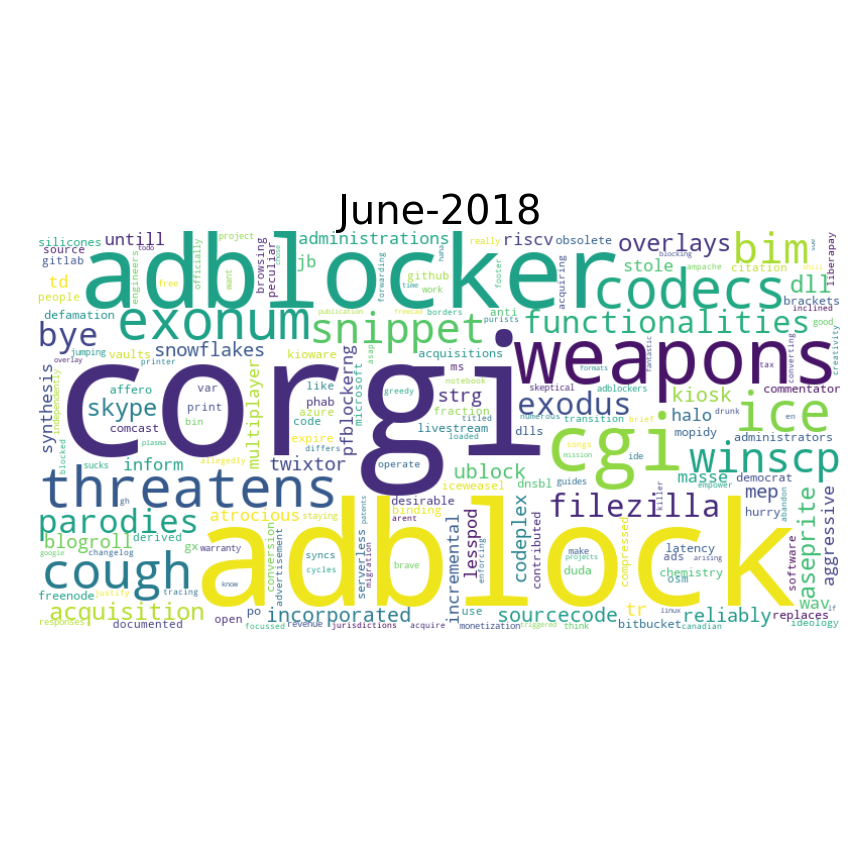 June-2018
silicones
untill
project
administrations
really
riscv
obsolete
overlays
bim
source
gitlab
todo
adblocker
browsing
peculiar
jb
forwarding
haha
github
work
time
footer
acquiring
codecs
stole
blocking
ampache
citation
dll
liberapay
td
people
engineers
free
officially
want
brackets
inclined
defamation
exonum
publication
freecad
borders
snippet
anti
purists
functionalities
good
bye
jumping
vaults
snowflakes
kioware
asap
acquisitions
weapons
fantastic
tax
converting
creativity
overlay
printer
ms
notebook
skeptical
formats
adblockers
commentator
synthesis
independently
affero
var
corgi
like
phab
azure
code
microsoft
greedy
strg
fraction
titled
exodus
numerous
transition
brief
kiosk
halo
drunk
en
ice
skype
print
bin
multiplayer
pfblockerng
livestream
loaded
dlls
songs
mission
ide
mopidy
administrators
comcast
plasma
expire
differs
cgi
blocked
sucks
inform
allegedly
twixtor
operate
ublock
dnsbl
guides
masse
empower
democrat
winscp
threatens
gh
iceweasel
desirable
binding
arent
filezilla
killer
mep
hurry
abandon
aseprite
aggressive
parodies
atrocious
staying
patents
adblock
incremental
lesspod
enforcing
codeplex
contributed
compressed
latency
ads
arising
software
blogroll
derived
gx
warranty
conversion
advertisement
syncs
cycles
serverless
migration
brave
make
projects
duda
chemistry
osm
google
changelog
cough
know
freenode
justify
tracing
acquisition
po
incorporated
use
sourcecode
tr
linux
reliably
wav
replaces
lf
responses
documented
open
focussed
revenue
jurisdictions
acquire
monetization
triggered
think
bitbucket
canadian
ideology